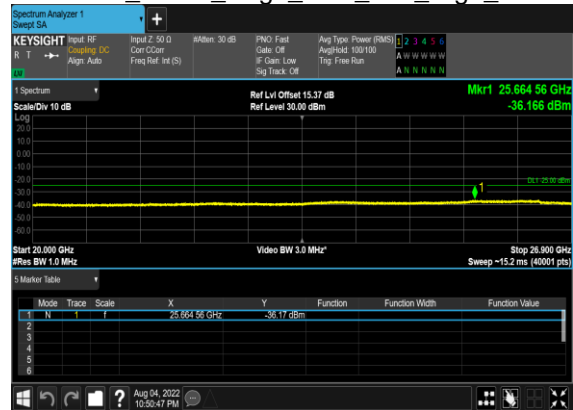 Spectrum Analyzer 1
Swept SA
+
KEYSIGHT
R T
LW
Input: RF
Coupling: DC
Align: Auto
Input Z: 50 Ω
Corr CCorr
Freq Ref: Int (S)
#Atten: 30 dB
PNO: Fast
Gate: Off
IF Gain: Low
Sig Track: Off
Avg Type: Power (RMS)
Avg|Hold: 100/100
Trig: Free Run
1 2 3 4 5 6
A W W W W W
A N N N N N
1 Spectrum
Scale/Div 10 dB
Ref Lvl Offset 15.37 dB
Ref Level 30.00 dBm
Mkr1 25.664 56 GHz
-36.166 dBm
Log
20.0
10.0
0.00
-10.0
-20.0
-30.0
-40.0
-50.0
-60.0
1
DL1 -25.00 dBm
Start 20.000 GHz
#Res BW 1.0 MHz
Video BW 3.0 MHz*
Stop 26.900 GHz
Sweep ~15.2 ms (40001 pts)
5 Marker Table
Mode Trace Scale X Y Function Function Width Function Value
1 N 1 f 25.664 56 GHz -36.17 dBm
2
3
4
5
6
?
Aug 04, 2022
10:50:47 PM